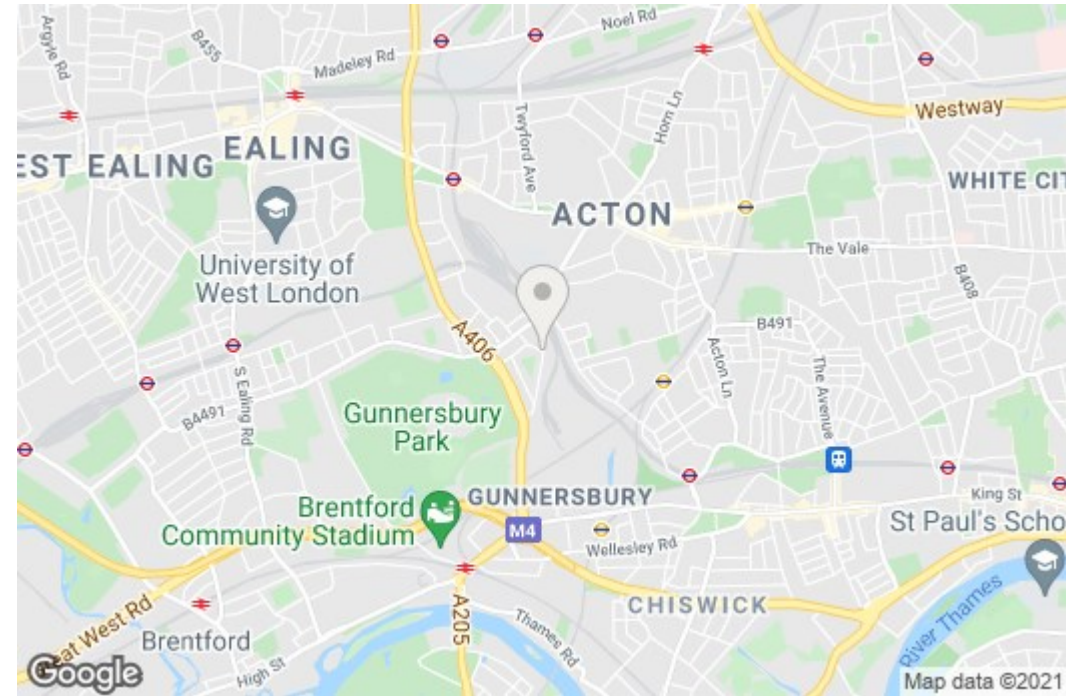 Argyle Rd
B455
Madeley Rd
Noel Rd
Twyford Ave
Horn Ln
Westway
EALING
EST EALING
WHITE CIT
ACTON
University of
West London
The Vale
B408
A406
B491
Acton Ln
The Avenue
S Ealing Rd
B4491
Gunnersbury
Park
GUNNERSBURY
King St
Brentford
Community Stadium
M4
St Paul's Scho
Wellesley Rd
CHISWICK
eat West Rd
A205
Thames Rd
River Thames
Brentford
High St
Google
Map data ©2021